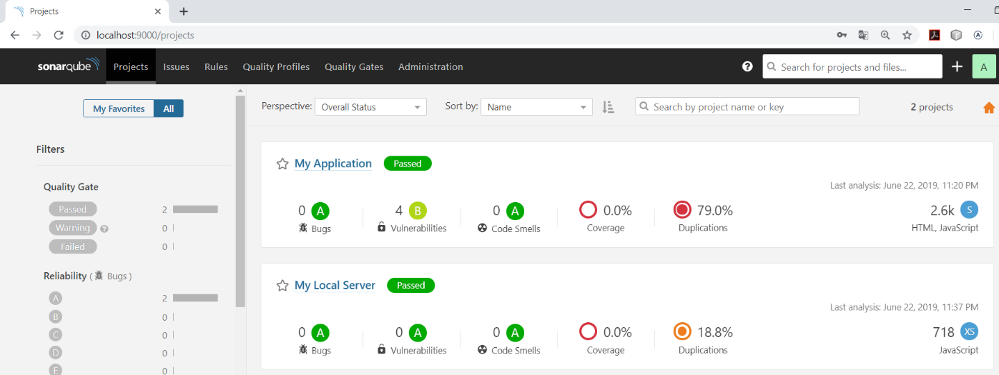 Projects
localhost:9000/projects
sonarqube Projects Issues Rules Quality Profiles Quality Gates Administration ? Search for projects and files... A
My Favorites All
Perspective: Overall Status Sort by: Name Search by project name or key 2 projects
Filters
Quality Gate
Passed 2
Warning ? 0
Failed 0
Reliability ( Bugs )
A 2
B 0
C 0
D 0
E 0
My Application Passed
Last analysis: June 22, 2019, 11:20 PM
0 A 4 B 0 A 0.0% 79.0% 2.6k S
Bugs Vulnerabilities Code Smells Coverage Duplications HTML, JavaScript
My Local Server Passed
Last analysis: June 22, 2019, 11:37 PM
0 A 0 A 0 A 0.0% 18.8% 718 XS
Bugs Vulnerabilities Code Smells Coverage Duplications JavaScript